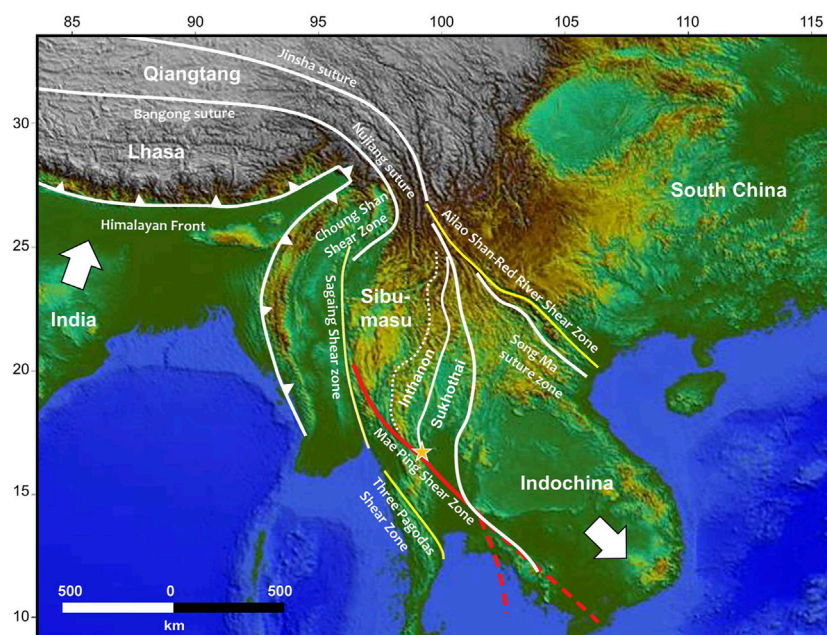 85
90
95
100
105
110
115
Jinsha suture
Qiangtang
Bangong suture
30
Nujiang suture
Lhasa
South China
Himalayan Front
Choung Shan
Shear Zone
Ailao Shan-Red River Shear Zone
25
Sibu-
masu
India
Sagaing Shear zone
Song Ma
suture zone
20
Inthanon
Sukhothai
Mae Ping Shear Zone
Indochina
15
Three Pagodas
Shear Zone
500
0
500
km
10